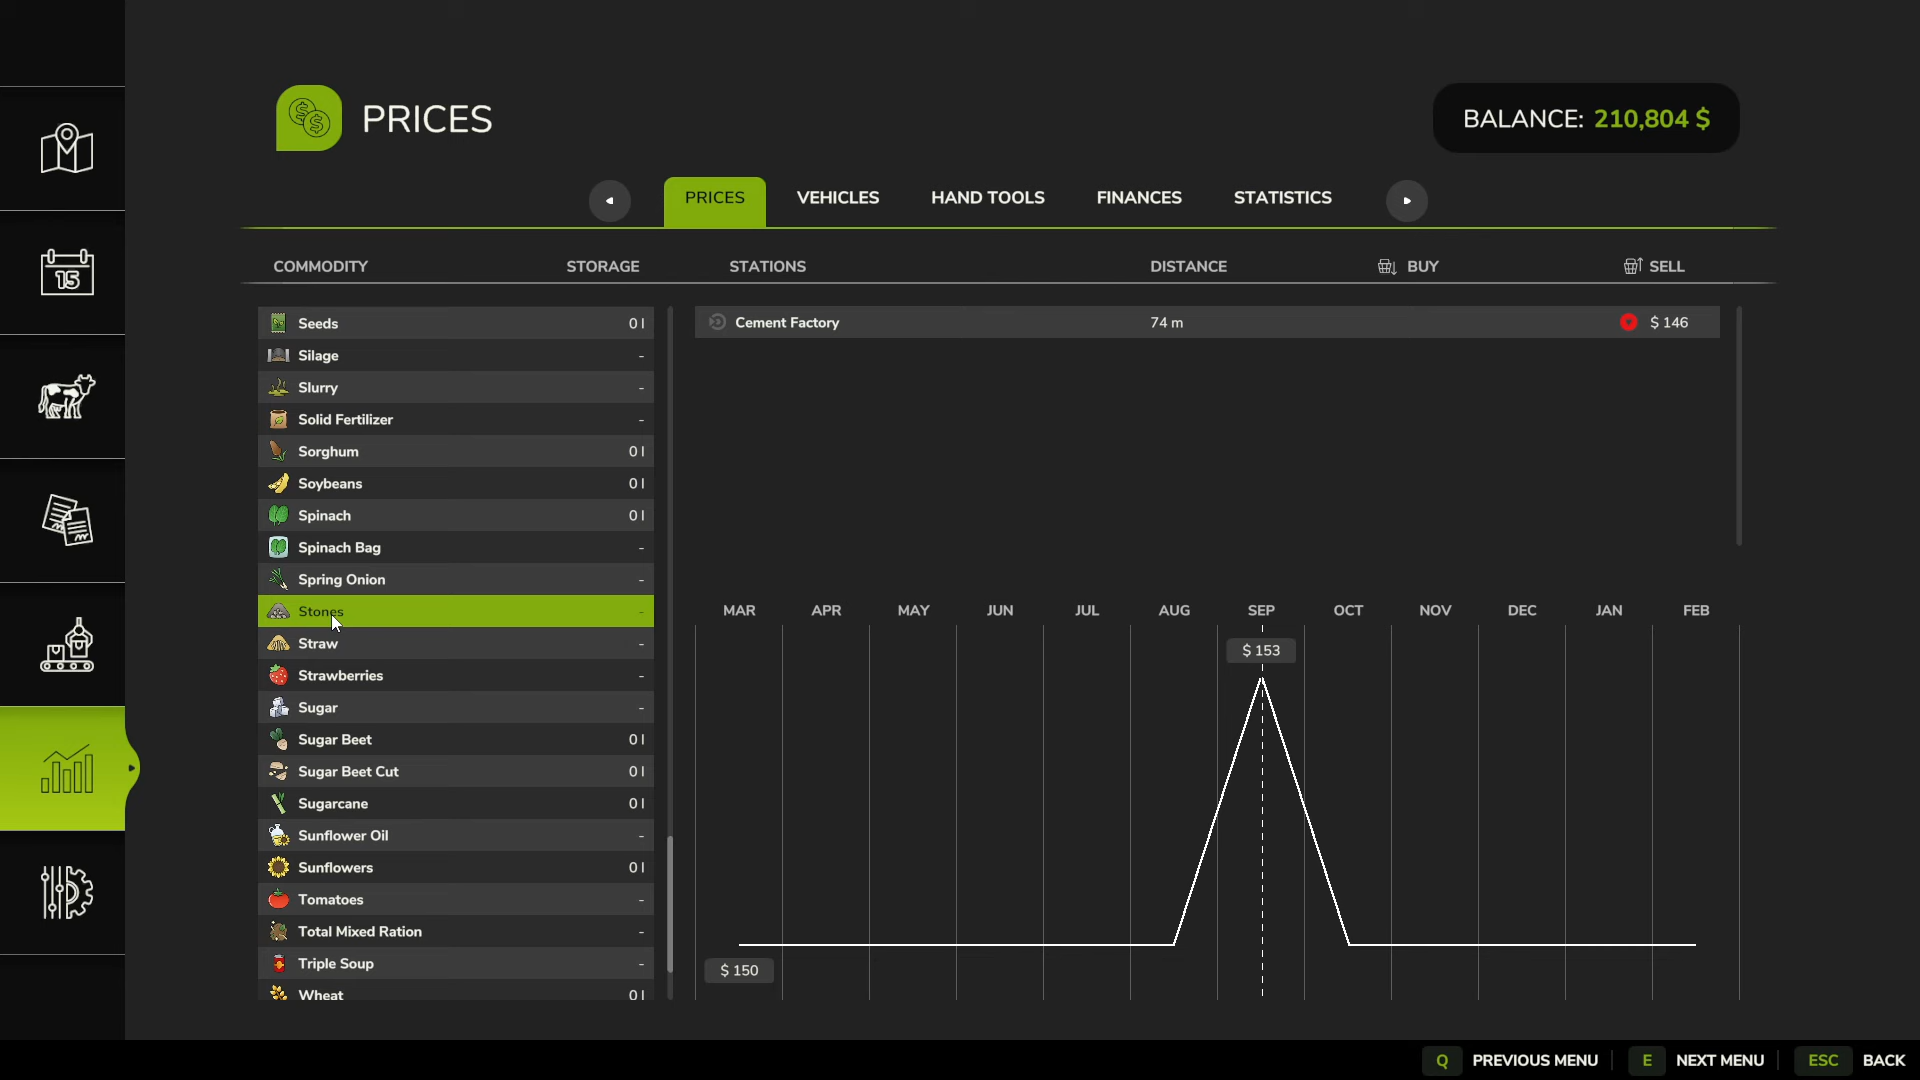 PRICES
BALANCE: 210,804 $
PRICES VEHICLES HAND TOOLS FINANCES STATISTICS
COMMODITY STORAGE STATIONS DISTANCE BUY SELL
15
Seeds 0 l
Silage -
Slurry -
Solid Fertilizer -
Sorghum 0 l
Soybeans 0 l
Spinach 0 l
Spinach Bag -
Spring Onion -
Stones -
Straw -
Strawberries -
Sugar -
Sugar Beet 0 l
Sugar Beet Cut 0 l
Sugarcane 0 l
Sunflower Oil -
Sunflowers 0 l
Tomatoes -
Total Mixed Ration -
Triple Soup -
Wheat 0 l
Cement Factory 74 m $ 146
MAR APR MAY JUN JUL AUG SEP OCT NOV DEC JAN FEB
$ 153
$ 150
Q PREVIOUS MENU E NEXT MENU ESC BACK